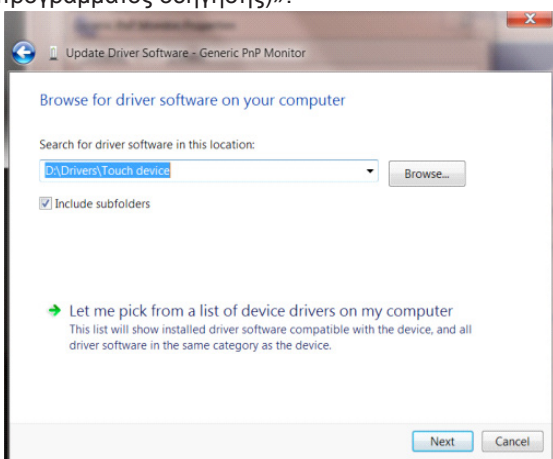 προγράμματος οδήγησης)».
Update Driver Software - Generic PnP Monitor
Browse for driver software on your computer
Search for driver software in this location:
D:\Drivers\Touch device
Browse...
Include subfolders
Let me pick from a list of device drivers on my computer
This list will show installed driver software compatible with the device, and all
driver software in the same category as the device.
Next Cancel